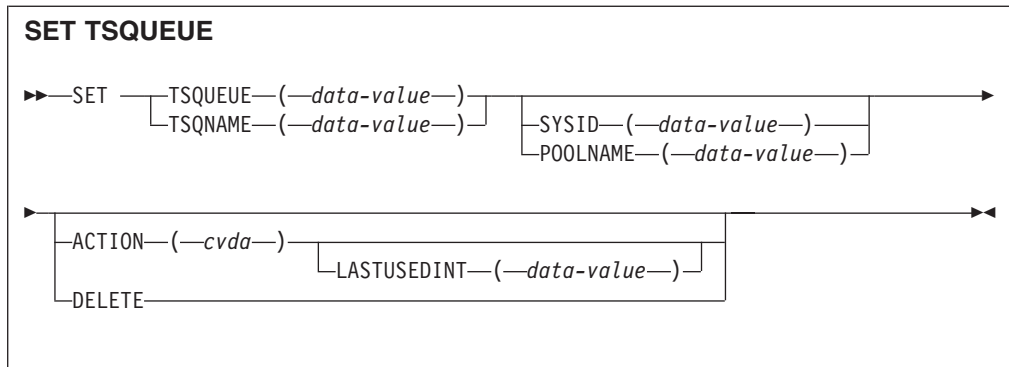 SET TSQUEUE
SET TSQUEUE ( data-value )
TSQNAME ( data-value )
SYSID ( data-value )
POOLNAME ( data-value )
ACTION ( cvda )
LASTUSEDINT ( data-value )
DELETE